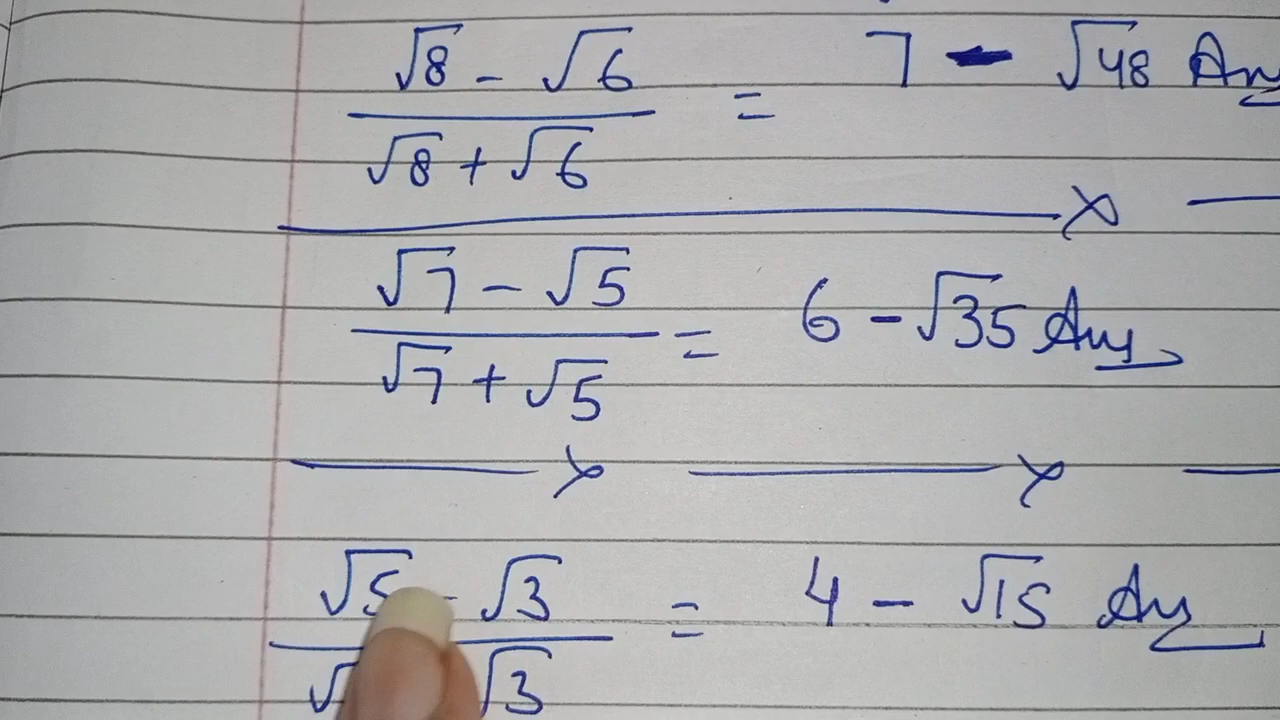 √8 - √6 / √8 + √6 = 7 - √48 Ans
√7 - √5 / √7 + √5 = 6 - √35 Ans
√5 - √3 / √ √3 = 4 - √15 Ans